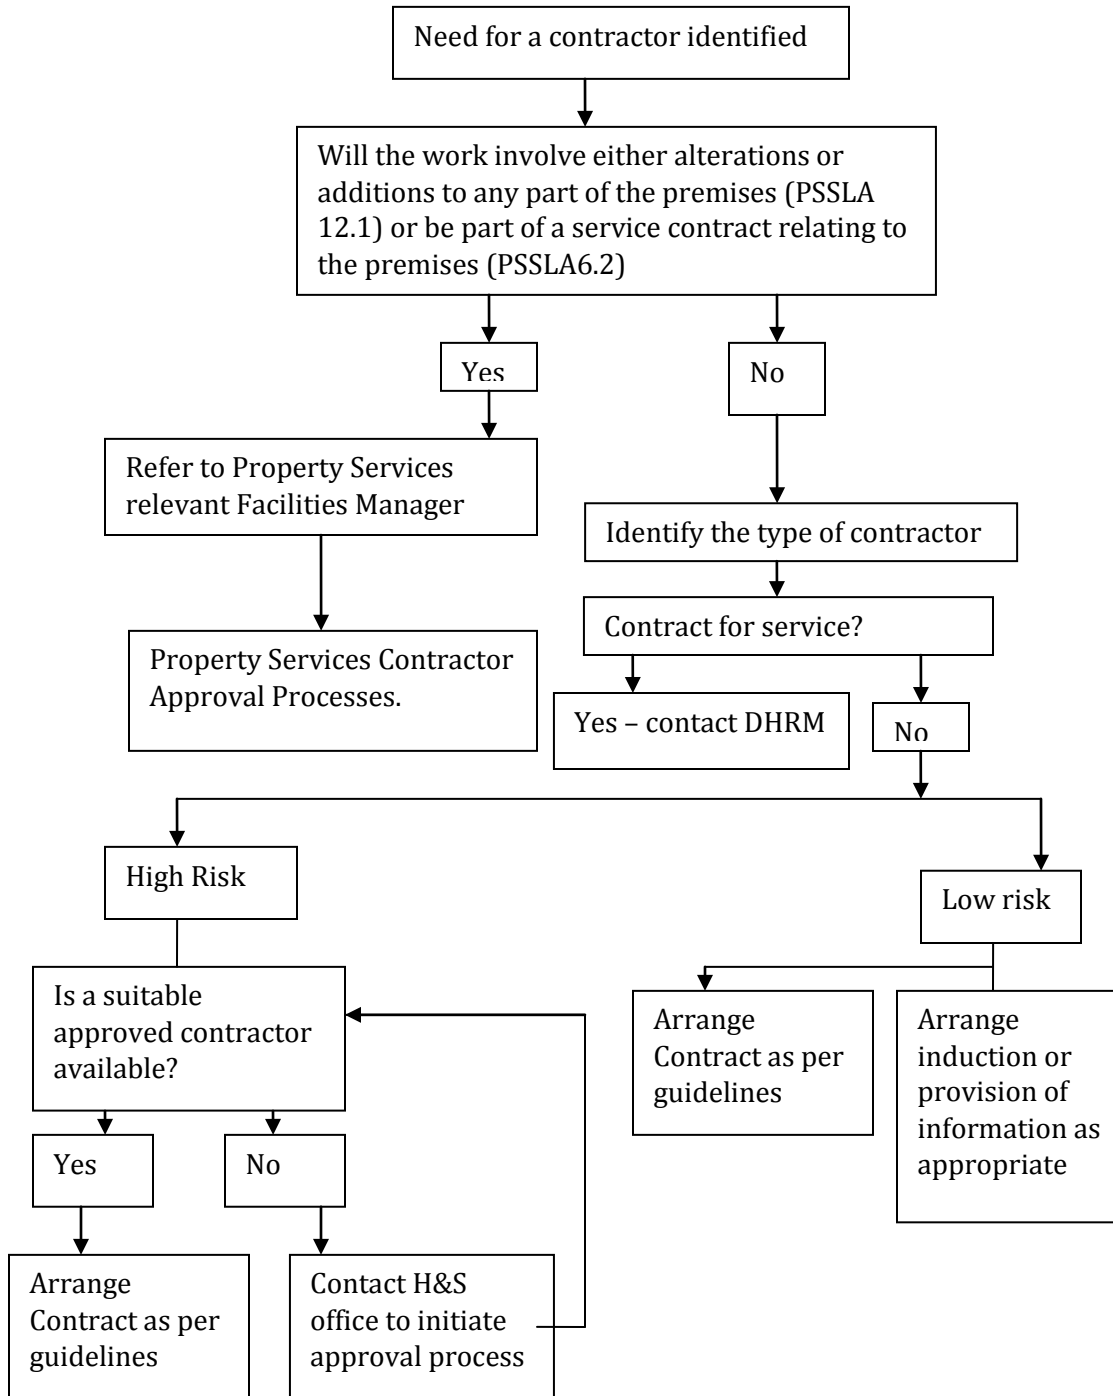 Need for a contractor identified
Will the work involve either alterations or
additions to any part of the premises (PSSLA
12.1) or be part of a service contract relating to
the premises (PSSLA6.2)
Yes
No
Refer to Property Services
relevant Facilities Manager
Identify the type of contractor
Contract for service?
Property Services Contractor
Approval Processes.
Yes – contact DHRM
No
High Risk
Low risk
Is a suitable
approved contractor
available?
Arrange
Contract as per
guidelines
Arrange
induction or
provision of
information as
appropriate
Yes
No
Arrange
Contract as per
guidelines
Contact H&S
office to initiate
approval process